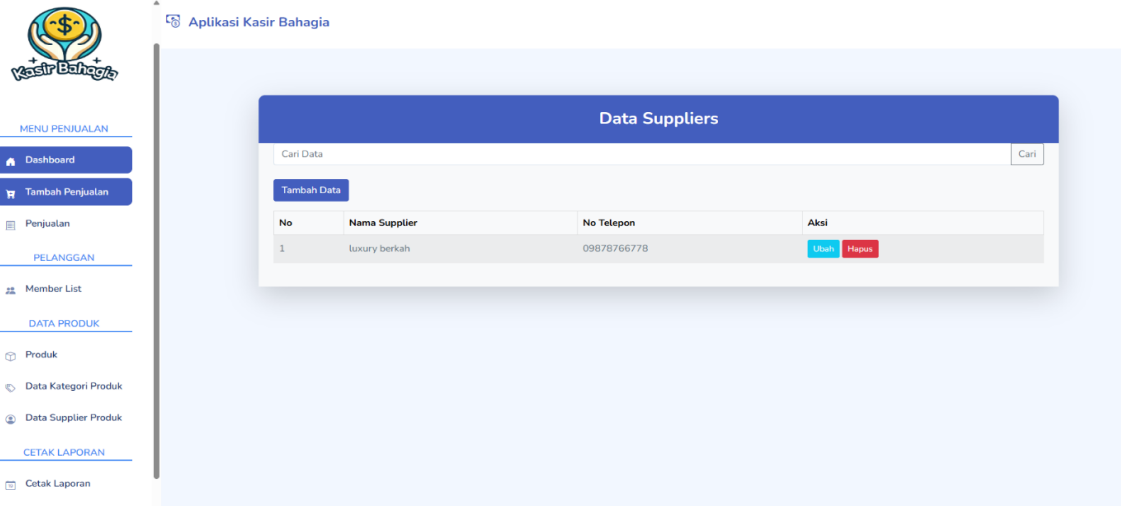 Kasir Bahagia
Aplikasi Kasir Bahagia
MENU PENJUALAN
Dashboard
Tambah Penjualan
Penjualan
PELANGGAN
Member List
DATA PRODUK
Produk
Data Kategori Produk
Data Supplier Produk
CETAK LAPORAN
Cetak Laporan
Data Suppliers
Cari Data Cari
Tambah Data
No Nama Supplier No Telepon Aksi
1 luxury berkah 09878766778 Ubah Hapus